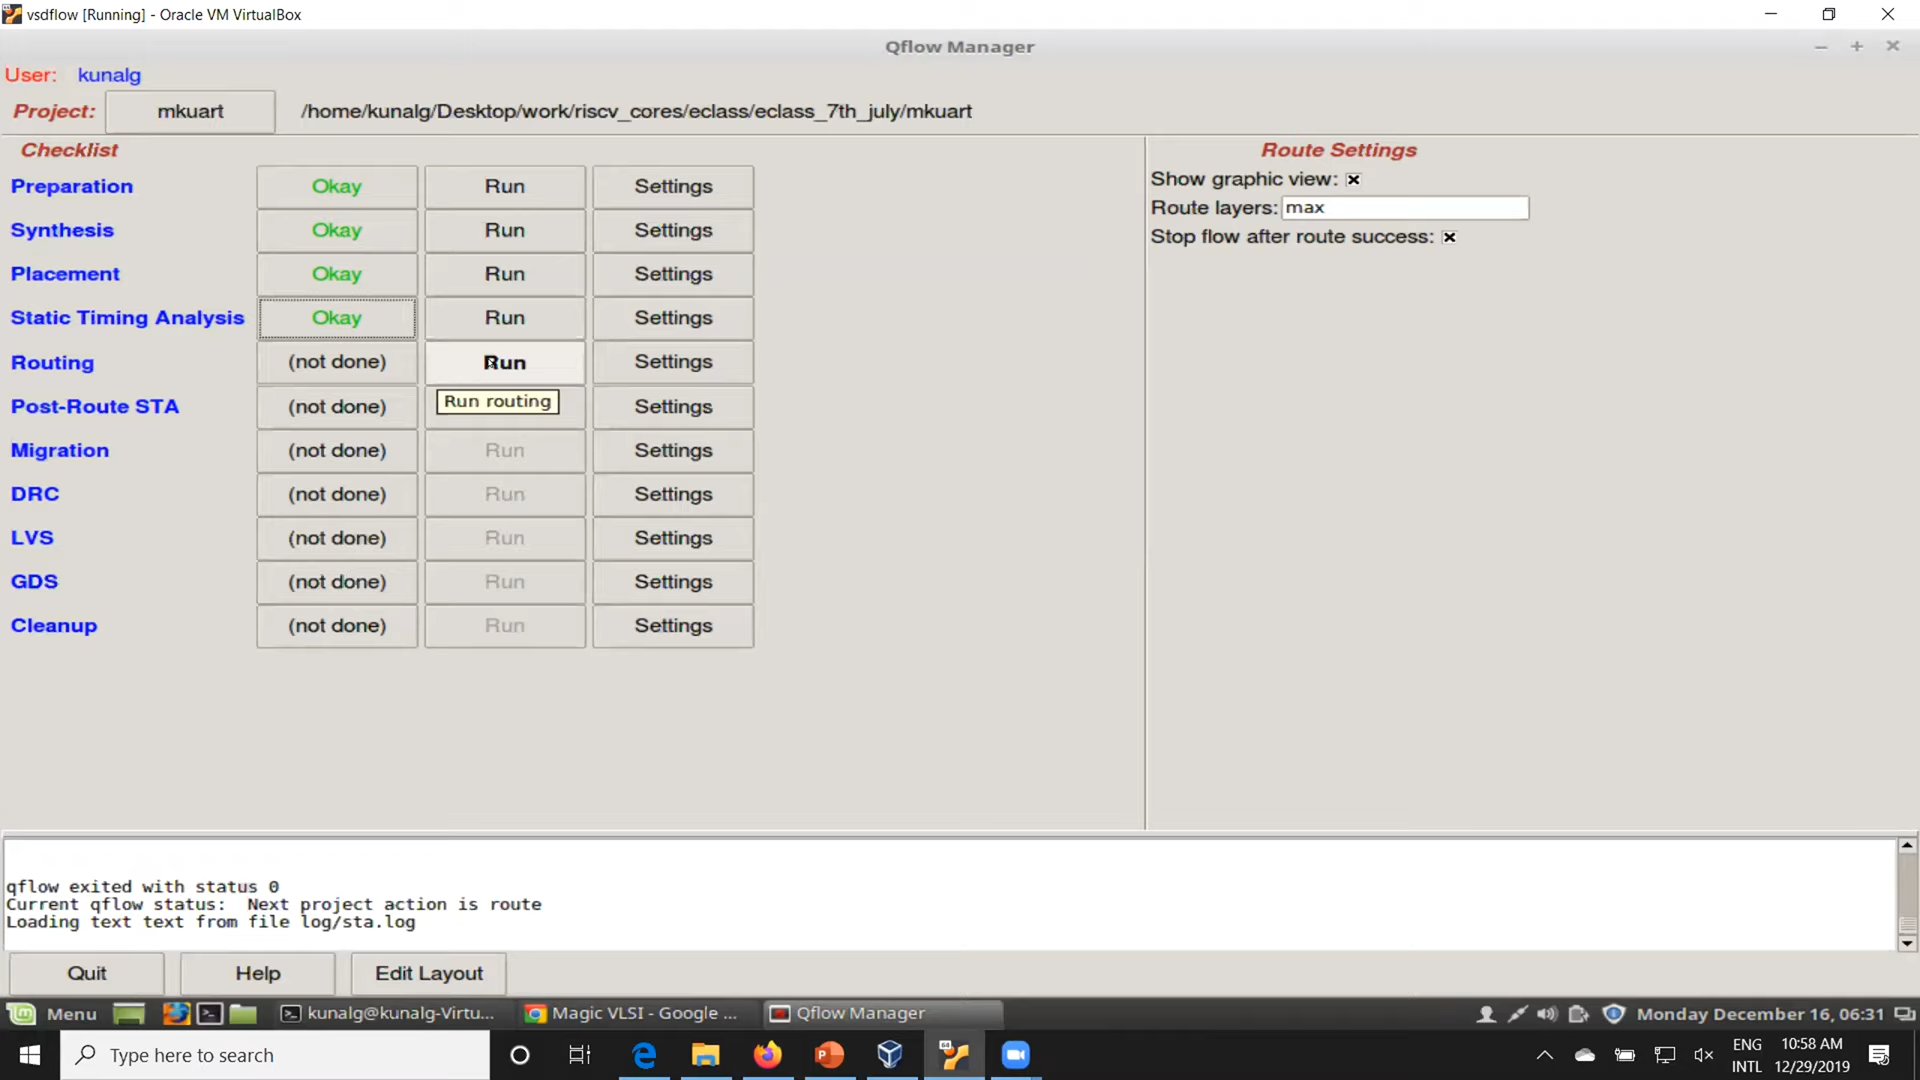 vsdflow [Running] - Oracle VM VirtualBox
Qflow Manager
User: kunalg
Project: mkuart /home/kunalg/Desktop/work/riscv_cores/eclass/eclass_7th_july/mkuart
Checklist
Preparation Okay Run Settings
Synthesis Okay Run Settings
Placement Okay Run Settings
Static Timing Analysis Okay Run Settings
Routing (not done) Run Settings
Run routing
Post-Route STA (not done) Settings
Migration (not done) Run Settings
DRC (not done) Run Settings
LVS (not done) Run Settings
GDS (not done) Run Settings
Cleanup (not done) Run Settings
Route Settings
Show graphic view:
Route layers: max
Stop flow after route success:
qflow exited with status 0
Current qflow status:  Next project action is route
Loading text text from file log/sta.log
Quit Help Edit Layout
Menu kunalg@kunalg-Virtu... Magic VLSI - Google ... Qflow Manager Monday December 16, 06:31
Type here to search
ENG 10:58 AM
INTL 12/29/2019